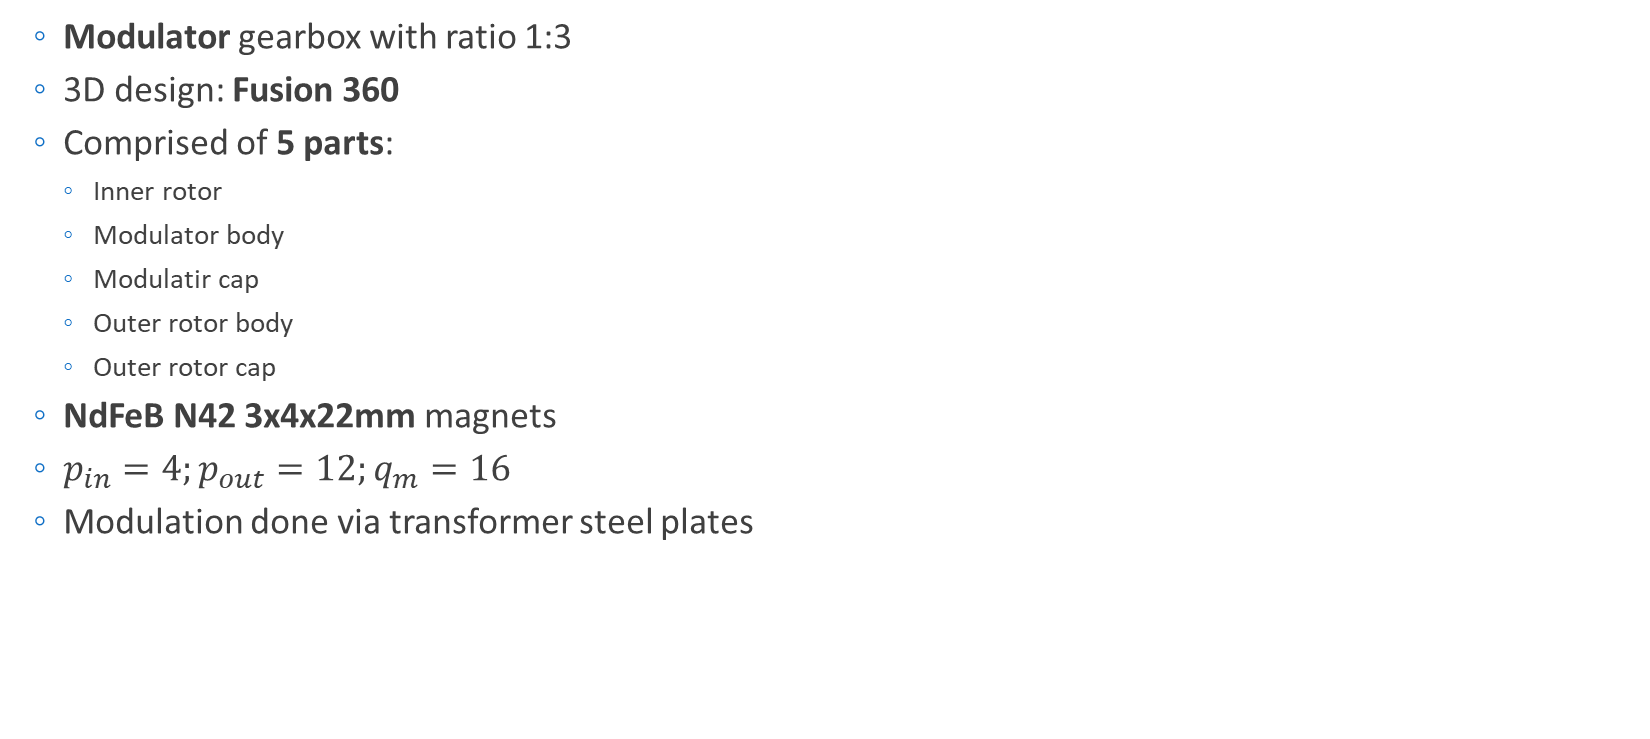 ◦ Modulator gearbox with ratio 1:3
◦ 3D design: Fusion 360
◦ Comprised of 5 parts:
◦ Inner rotor
◦ Modulator body
◦ Modulatir cap
◦ Outer rotor body
◦ Outer rotor cap
◦ NdFeB N42 3x4x22mm magnets
◦ p_in = 4; p_out = 12; q_m = 16
◦ Modulation done via transformer steel plates